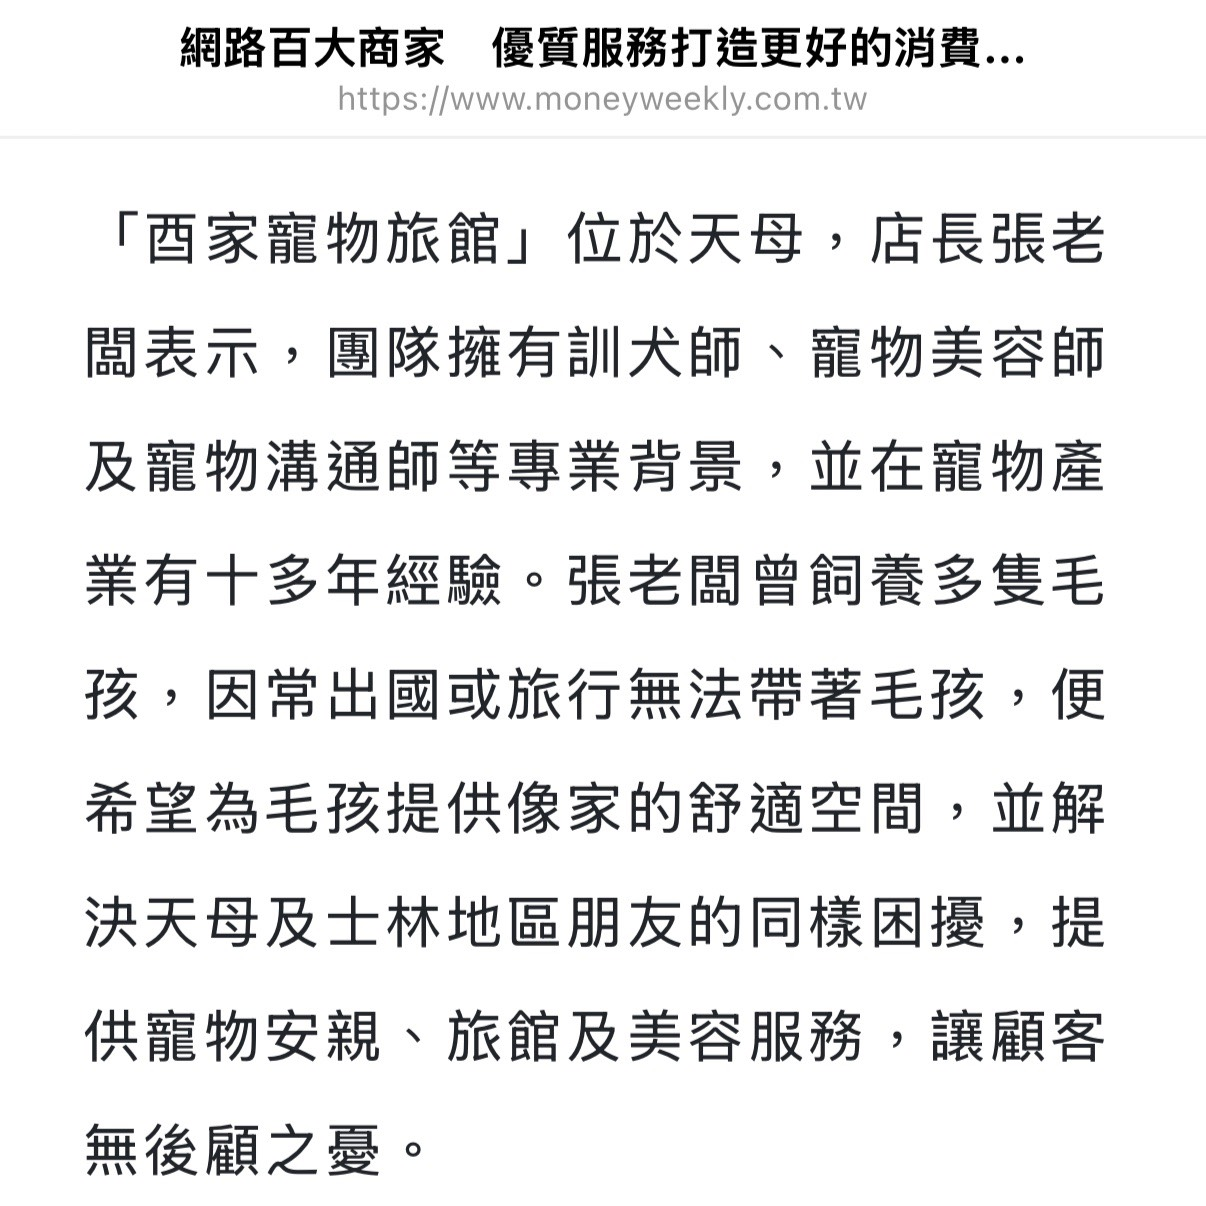 網路百大商家　優質服務打造更好的消費...
https://www.moneyweekly.com.tw
「酉家寵物旅館」位於天母，店長張老
闆表示，團隊擁有訓犬師、寵物美容師
及寵物溝通師等專業背景，並在寵物產
業有十多年經驗。張老闆曾飼養多隻毛
孩，因常出國或旅行無法帶著毛孩，便
希望為毛孩提供像家的舒適空間，並解
決天母及士林地區朋友的同樣困擾，提
供寵物安親、旅館及美容服務，讓顧客
無後顧之憂。